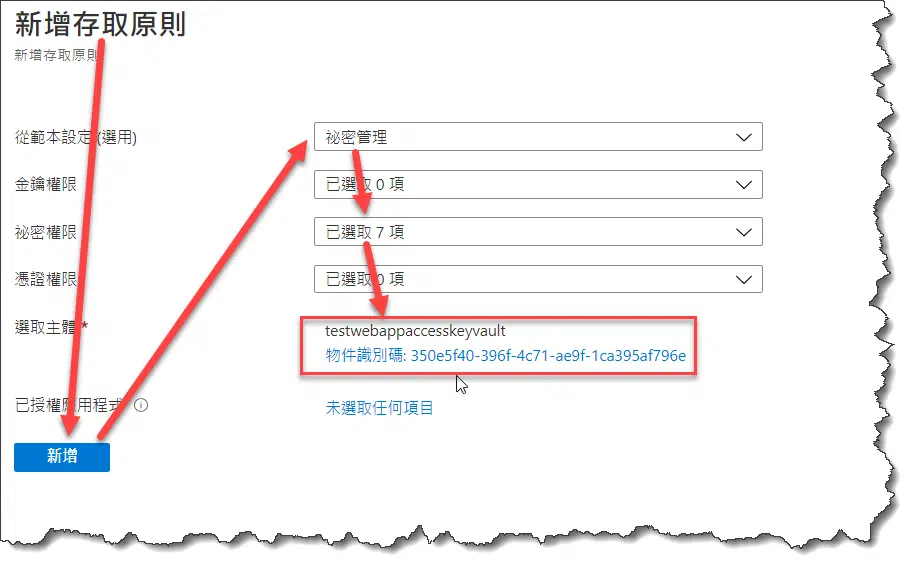 新增存取原則
新增存取原則
從範本設定 (選用)
祕密管理
金鑰權限
已選取 0 項
祕密權限
已選取 7 項
憑證權限
已選取 0 項
選取主體 *
testwebappaccesskeyvault
物件識別碼: 350e5f40-396f-4c71-ae9f-1ca395af796e
已授權應用程式
未選取任何項目
新增